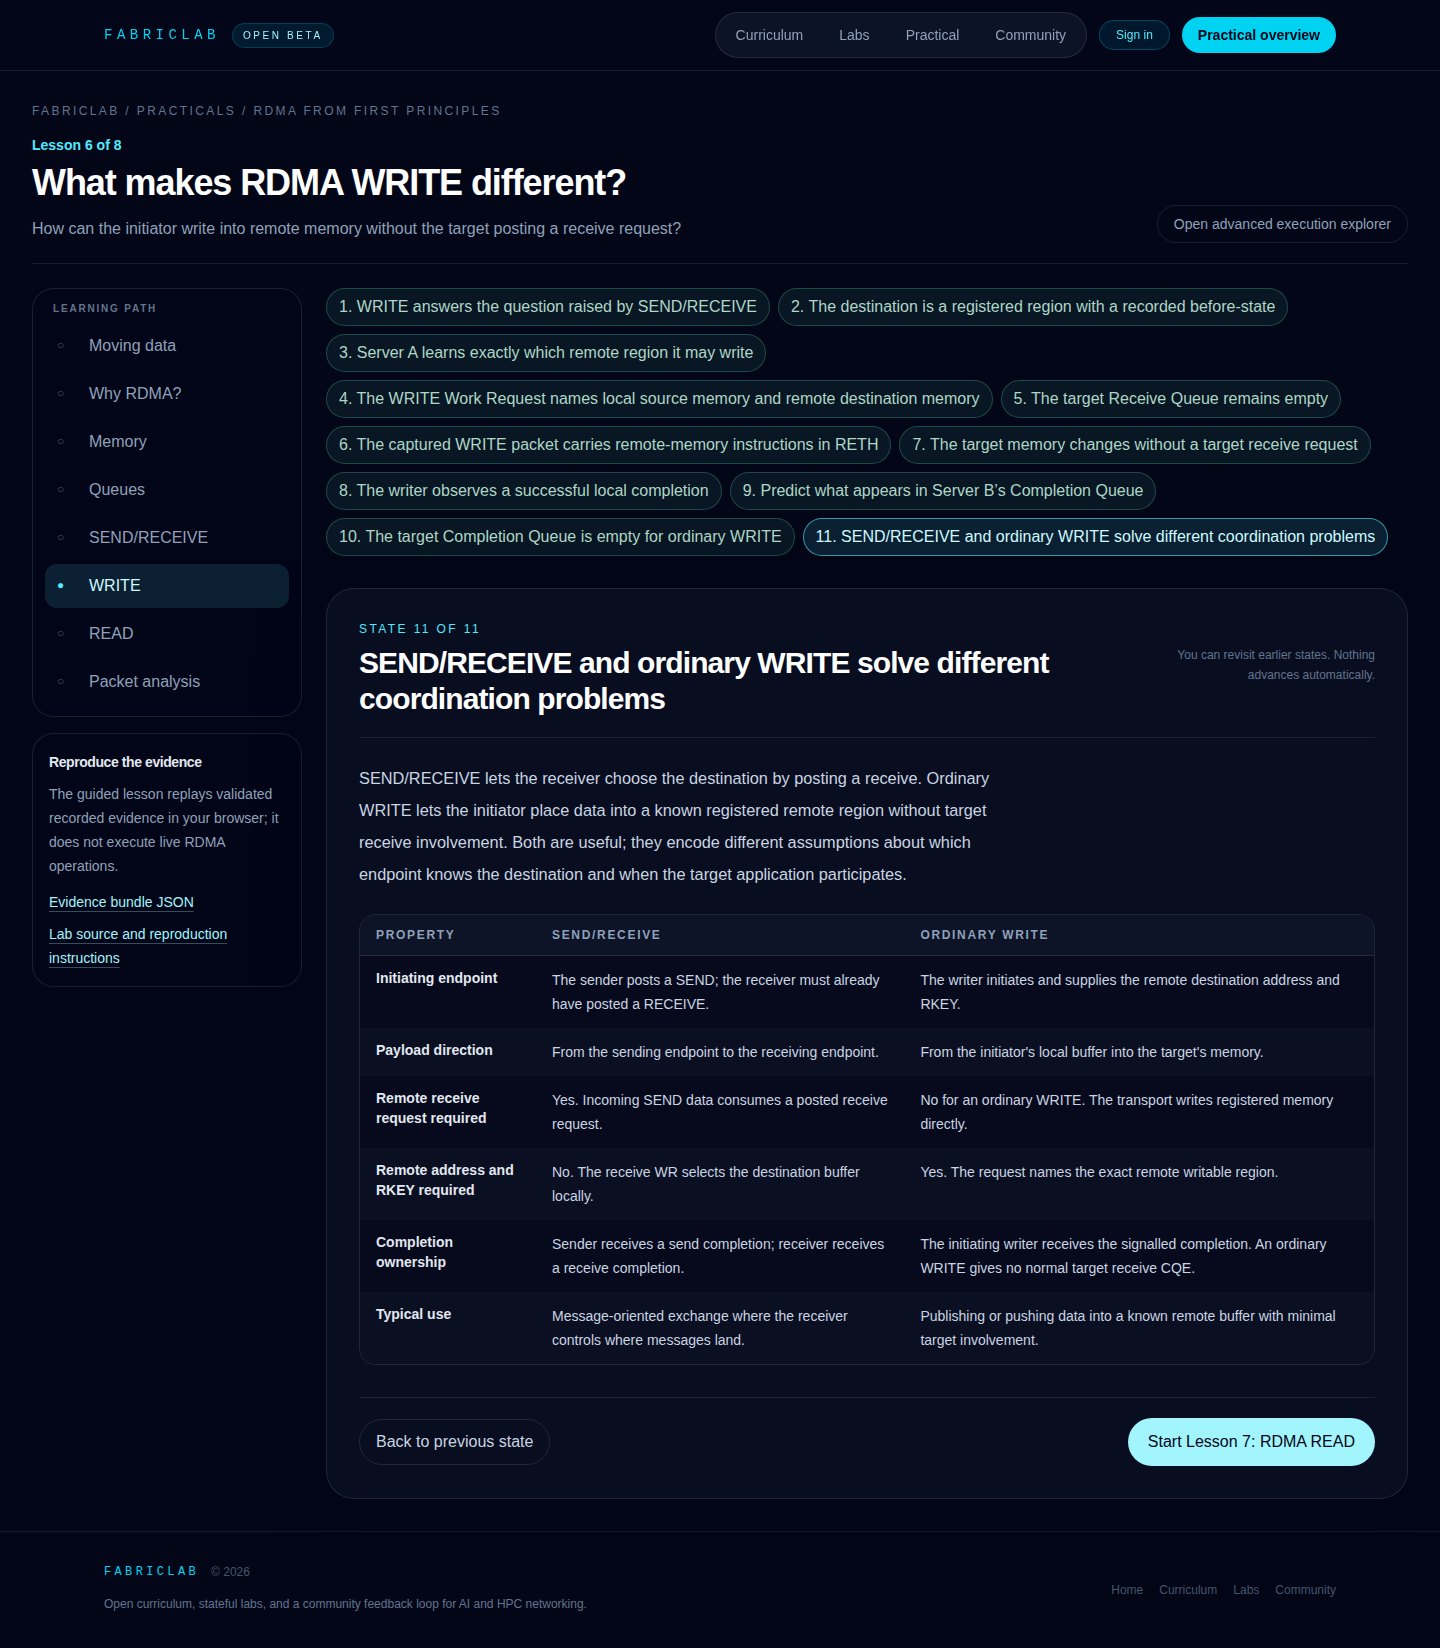 FABRICLAB OPEN BETA Curriculum Labs Practical Community Sign in Practical overview
FABRICLAB / PRACTICALS / RDMA FROM FIRST PRINCIPLES
Lesson 6 of 8
What makes RDMA WRITE different?
How can the initiator write into remote memory without the target posting a receive request?
Open advanced execution explorer
LEARNING PATH
Moving data
Why RDMA?
Memory
Queues
SEND/RECEIVE
WRITE
READ
Packet analysis
Reproduce the evidence
The guided lesson replays validated
recorded evidence in your browser; it
does not execute live RDMA
operations.
Evidence bundle JSON
Lab source and reproduction
instructions
1. WRITE answers the question raised by SEND/RECEIVE 2. The destination is a registered region with a recorded before-state
3. Server A learns exactly which remote region it may write
4. The WRITE Work Request names local source memory and remote destination memory 5. The target Receive Queue remains empty
6. The captured WRITE packet carries remote-memory instructions in RETH 7. The target memory changes without a target receive request
8. The writer observes a successful local completion 9. Predict what appears in Server B’s Completion Queue
10. The target Completion Queue is empty for ordinary WRITE 11. SEND/RECEIVE and ordinary WRITE solve different coordination problems
STATE 11 OF 11
SEND/RECEIVE and ordinary WRITE solve different
coordination problems
You can revisit earlier states. Nothing
advances automatically.
SEND/RECEIVE lets the receiver choose the destination by posting a receive. Ordinary
WRITE lets the initiator place data into a known registered remote region without target
receive involvement. Both are useful; they encode different assumptions about which
endpoint knows the destination and when the target application participates.
PROPERTY SEND/RECEIVE ORDINARY WRITE
Initiating endpoint
The sender posts a SEND; the receiver must already
have posted a RECEIVE.
The writer initiates and supplies the remote destination address and
RKEY.
Payload direction
From the sending endpoint to the receiving endpoint.
From the initiator's local buffer into the target's memory.
Remote receive
request required
Yes. Incoming SEND data consumes a posted receive
request.
No for an ordinary WRITE. The transport writes registered memory
directly.
Remote address and
RKEY required
No. The receive WR selects the destination buffer
locally.
Yes. The request names the exact remote writable region.
Completion
ownership
Sender receives a send completion; receiver receives
a receive completion.
The initiating writer receives the signalled completion. An ordinary
WRITE gives no normal target receive CQE.
Typical use
Message-oriented exchange where the receiver
controls where messages land.
Publishing or pushing data into a known remote buffer with minimal
target involvement.
Back to previous state
Start Lesson 7: RDMA READ
FABRICLAB © 2026
Open curriculum, stateful labs, and a community feedback loop for AI and HPC networking.
Home Curriculum Labs Community